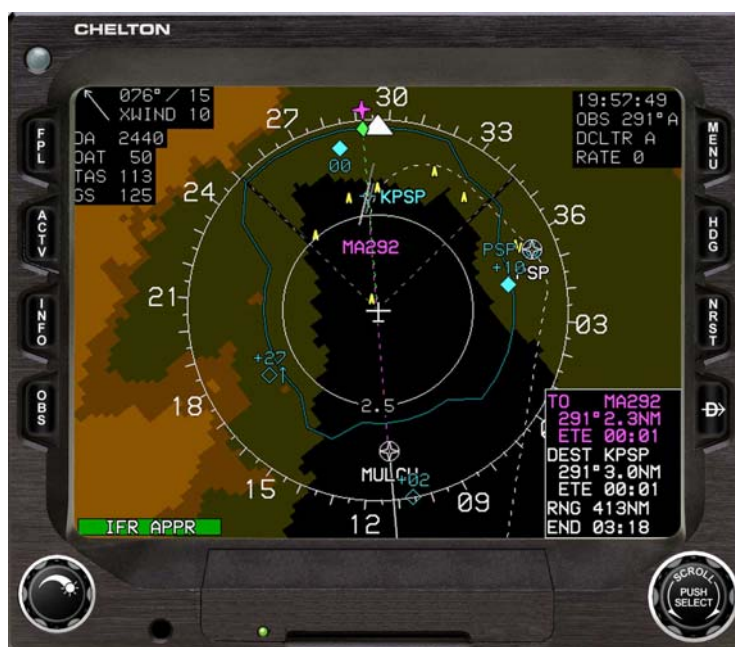 CHELTON
076° / 15
XWIND 10
DA 2440
OAT 50
TAS 113
GS 125
19:57:49
OBS 291°A
DCLTR A
RATE 0
FPL
ACTV
INFO
OBS
MENU
HDG
NRST
D
27
30
33
24
36
21
03
18
15
12
09
00
KPSP
MA292
PSP
+10
PSP
+27
2.5
MULCH
+02
TO MA292
291° 2.3NM
ETE 00:01
DEST KPSP
291° 3.0NM
ETE 00:01
RNG 413NM
END 03:18
IFR APPR
SCROLL
PUSH
SELECT